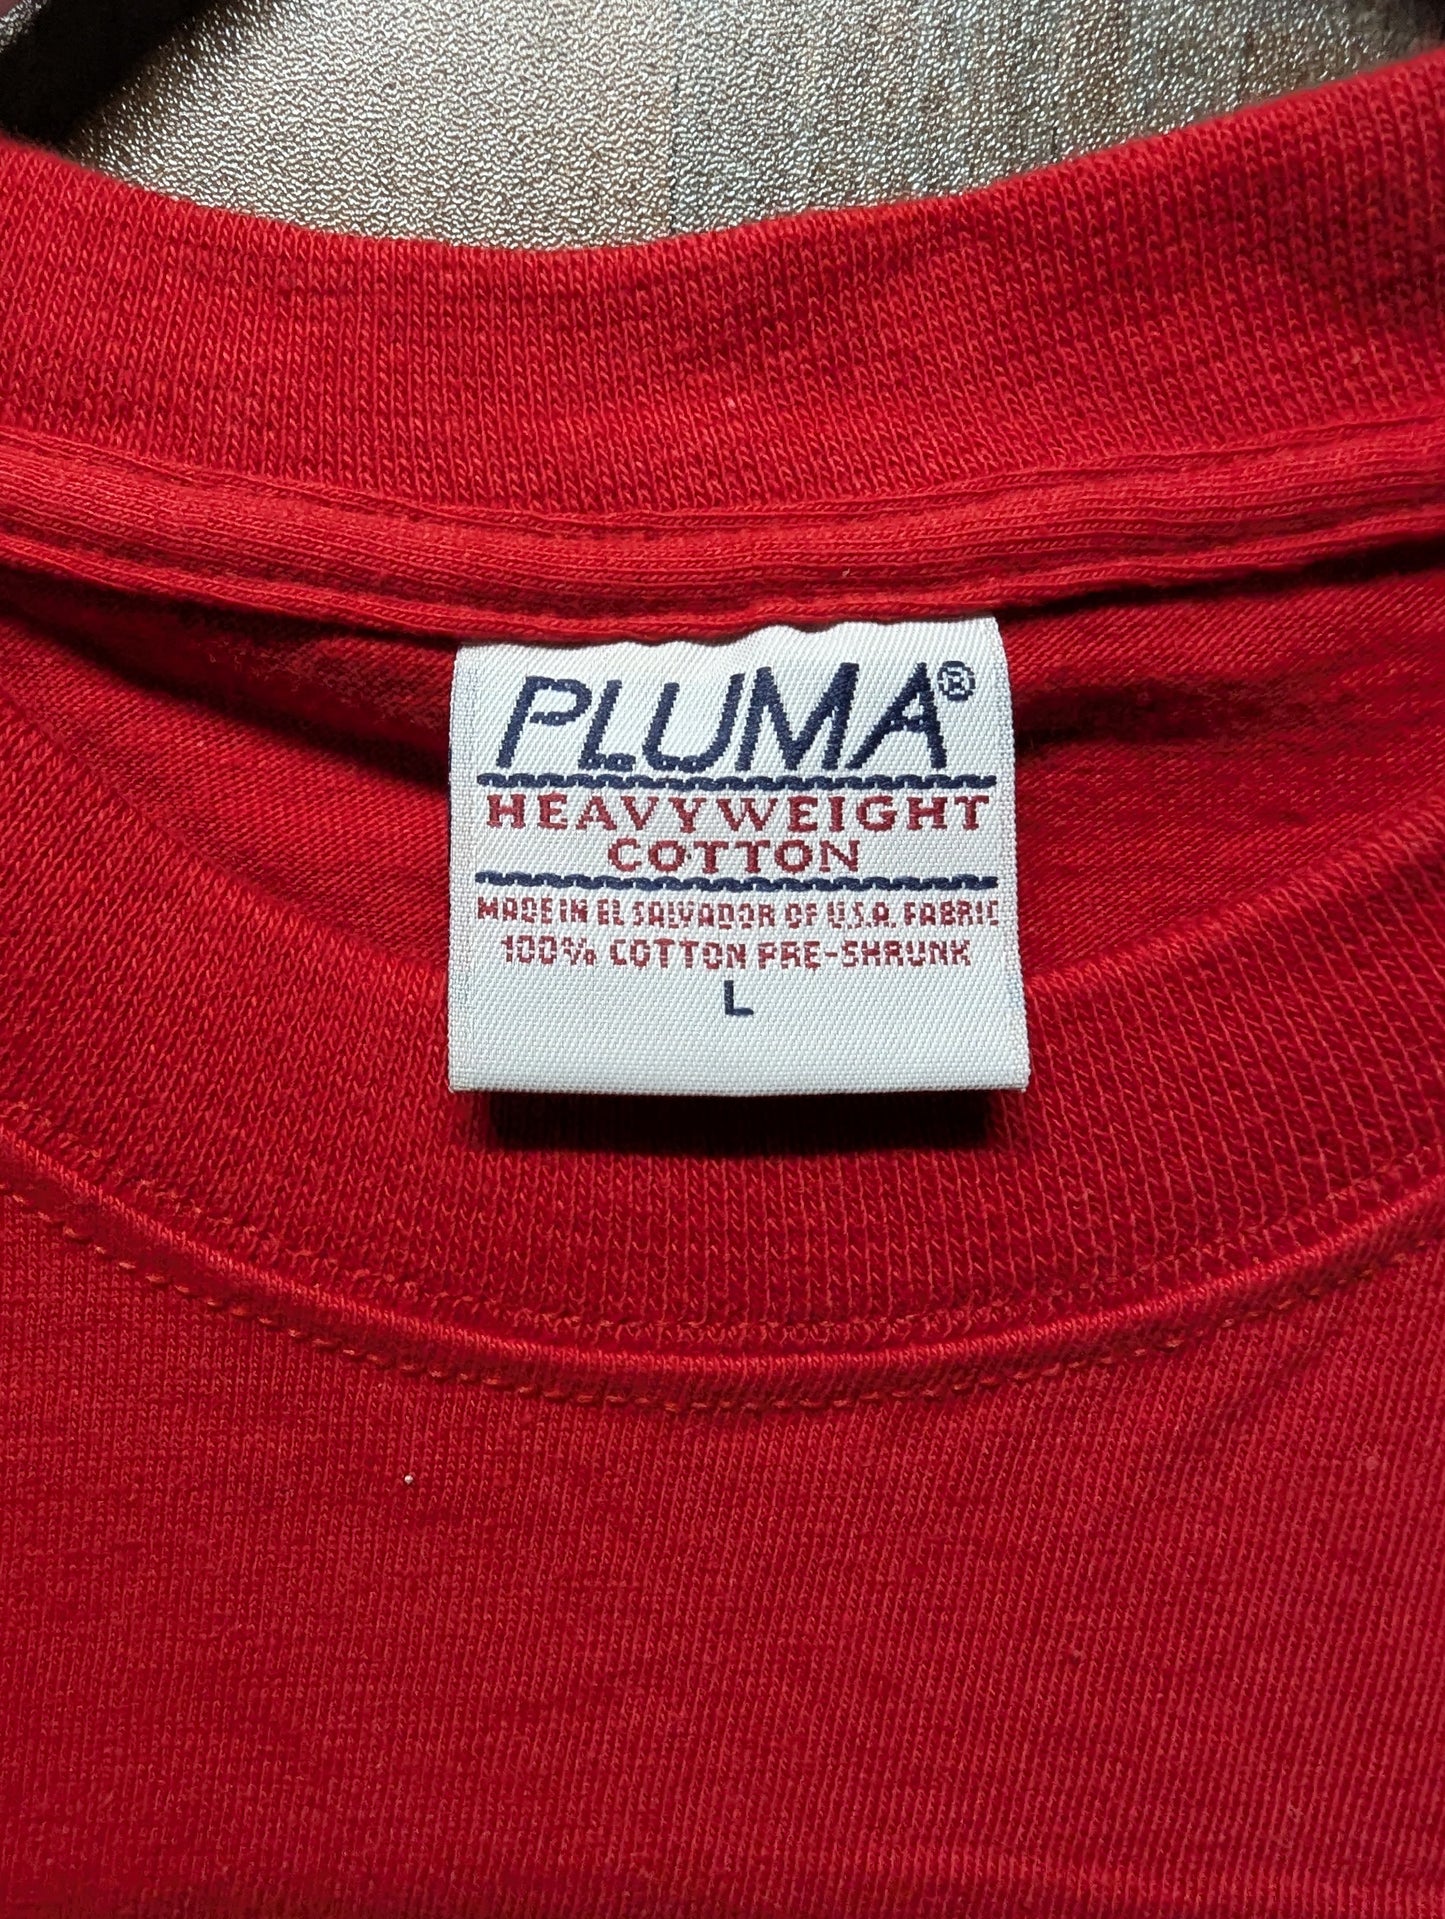 PLUMA®
HEAVYWEIGHT
COTTON
MADE IN EL SALVADOR OF U.S.A. FABRIC
100% COTTON PRE-SHRUNK
L